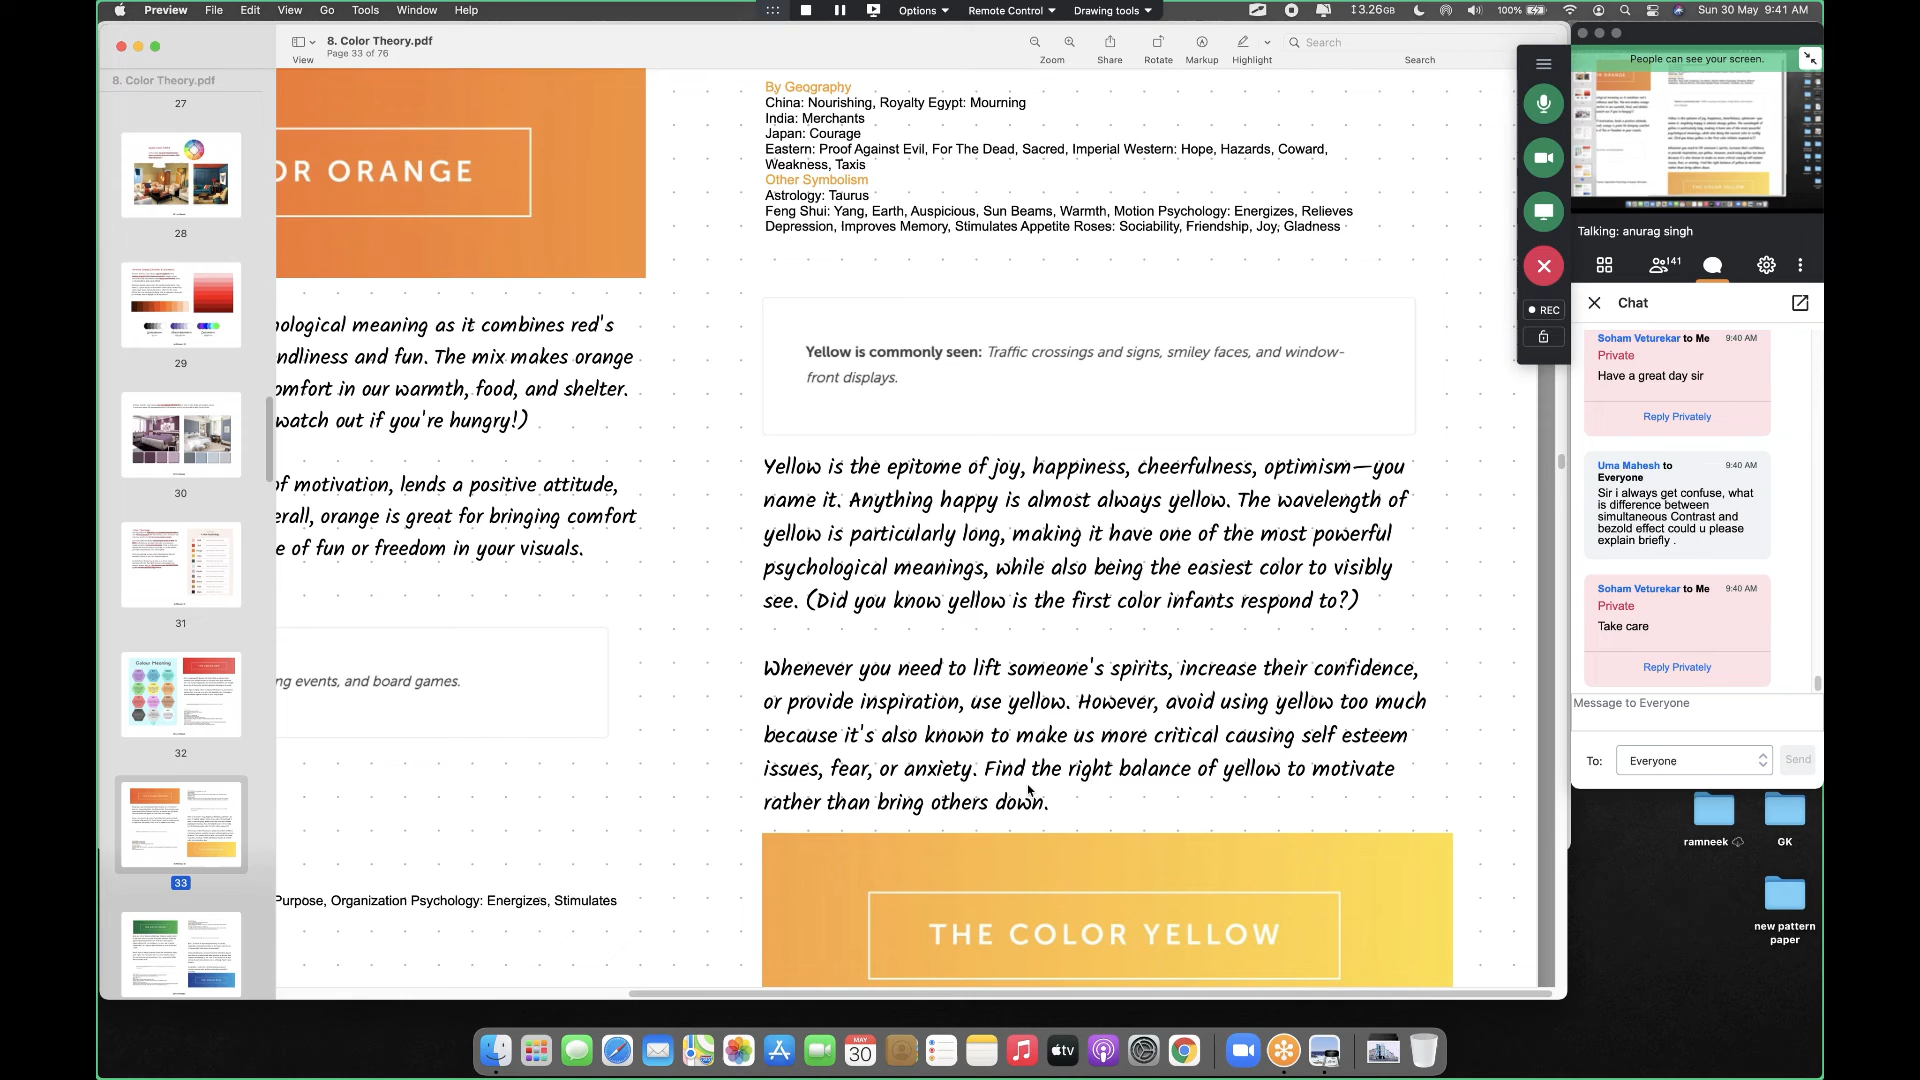 Preview File Edit View Go Tools Window Help
Options Remote Control Drawing tools
3.26GB 100% Sun 30 May 9:41 AM
8. Color Theory.pdf
Page 33 of 76
View
Zoom Share Rotate Markup Highlight Search
Search
8. Color Theory.pdf
27
28
29
30
31
Colour Meaning
32
33
OR ORANGE
nological meaning as it combines red's
ndliness and fun. The mix makes orange
omfort in our warmth, food, and shelter.
watch out if you're hungry!)
of motivation, lends a positive attitude,
erall, orange is great for bringing comfort
e of fun or freedom in your visuals.
ng events, and board games.
Purpose, Organization Psychology: Energizes, Stimulates
By Geography
China: Nourishing, Royalty Egypt: Mourning
India: Merchants
Japan: Courage
Eastern: Proof Against Evil, For The Dead, Sacred, Imperial Western: Hope, Hazards, Coward,
Weakness, Taxis
Other Symbolism
Astrology: Taurus
Feng Shui: Yang, Earth, Auspicious, Sun Beams, Warmth, Motion Psychology: Energizes, Relieves
Depression, Improves Memory, Stimulates Appetite Roses: Sociability, Friendship, Joy, Gladness
Yellow is commonly seen: Traffic crossings and signs, smiley faces, and window-
front displays.
Yellow is the epitome of joy, happiness, cheerfulness, optimism—you
name it. Anything happy is almost always yellow. The wavelength of
yellow is particularly long, making it have one of the most powerful
psychological meanings, while also being the easiest color to visibly
see. (Did you know yellow is the first color infants respond to?)
Whenever you need to lift someone's spirits, increase their confidence,
or provide inspiration, use yellow. However, avoid using yellow too much
because it's also known to make us more critical causing self esteem
issues, fear, or anxiety. Find the right balance of yellow to motivate
rather than bring others down.
THE COLOR YELLOW
REC
People can see your screen.
Talking: anurag singh
141
Chat
Soham Veturekar to Me 9:40 AM
Private
Have a great day sir
Reply Privately
Uma Mahesh to 9:40 AM
Everyone
Sir i always get confuse, what
is difference between
simultaneous Contrast and
bezold effect could u please
explain briefly .
Soham Veturekar to Me 9:40 AM
Private
Take care
Reply Privately
Message to Everyone
To: Everyone Send
ramneek GK
new pattern
paper
MAY
30
tv